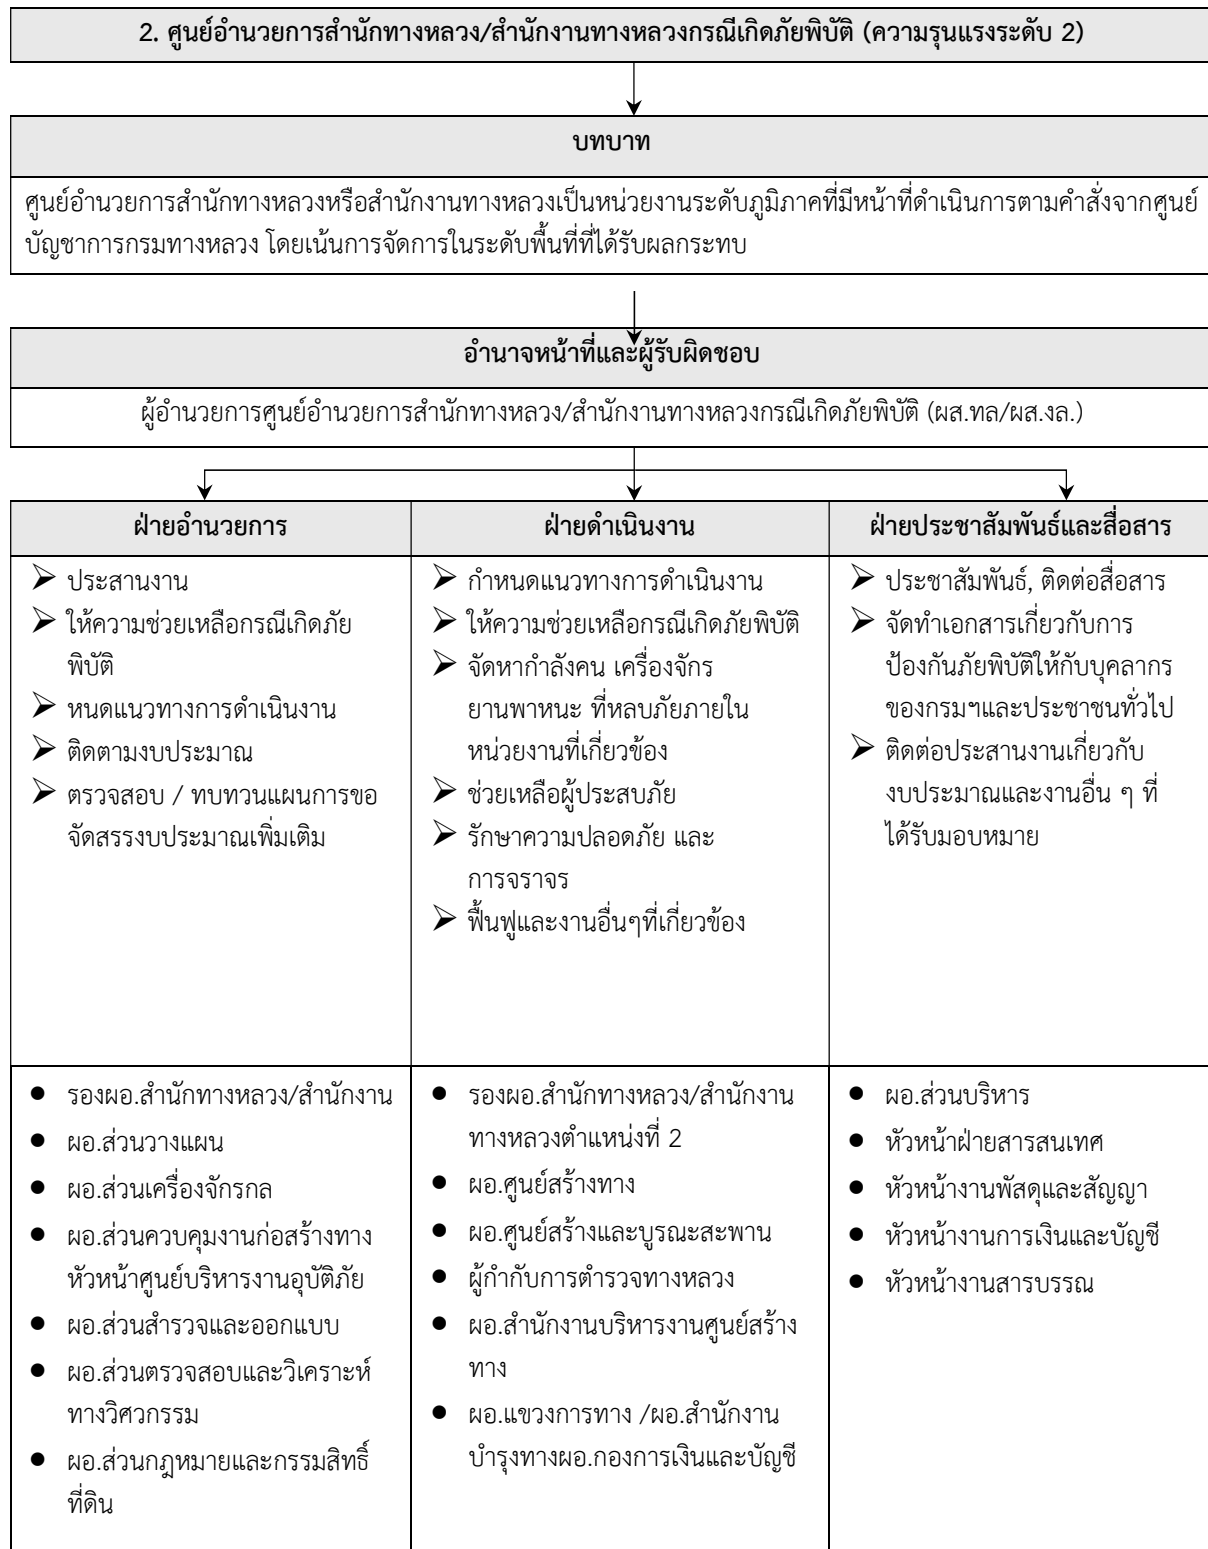 2. ศูนย์อำนวยการสำนักทางหลวง/สำนักงานทางหลวงกรณีเกิดภัยพิบัติ (ความรุนแรงระดับ 2)
บทบาท
ศูนย์อำนวยการสำนักทางหลวงหรือสำนักงานทางหลวงเป็นหน่วยงานระดับภูมิภาคที่มีหน้าที่ดำเนินการตามคำสั่งจากศูนย์
บัญชาการกรมทางหลวง โดยเน้นการจัดการในระดับพื้นที่ที่ได้รับผลกระทบ
อำนาจหน้าที่และผู้รับผิดชอบ
ผู้อำนวยการศูนย์อำนวยการสำนักทางหลวง/สำนักงานทางหลวงกรณีเกิดภัยพิบัติ (ผส.ทล/ผส.งล.)
ฝ่ายอำนวยการ
➢ ประสานงาน
➢ ให้ความช่วยเหลือกรณีเกิดภัย
พิบัติ
➢ หนดแนวทางการดำเนินงาน
➢ ติดตามงบประมาณ
➢ ตรวจสอบ / ทบทวนแผนการขอ
จัดสรรงบประมาณเพิ่มเติม
ฝ่ายดำเนินงาน
➢ กำหนดแนวทางการดำเนินงาน
➢ ให้ความช่วยเหลือกรณีเกิดภัยพิบัติ
➢ จัดหากำลังคน เครื่องจักร
ยานพาหนะ ที่หลบภัยภายใน
หน่วยงานที่เกี่ยวข้อง
➢ ช่วยเหลือผู้ประสบภัย
➢ รักษาความปลอดภัย และ
การจราจร
➢ ฟื้นฟูและงานอื่นๆที่เกี่ยวข้อง
ฝ่ายประชาสัมพันธ์และสื่อสาร
➢ ประชาสัมพันธ์, ติดต่อสื่อสาร
➢ จัดทำเอกสารเกี่ยวกับการ
ป้องกันภัยพิบัติให้กับบุคลากร
ของกรมฯและประชาชนทั่วไป
➢ ติดต่อประสานงานเกี่ยวกับ
งบประมาณและงานอื่น ๆ ที่
ได้รับมอบหมาย
● รองผอ.สำนักทางหลวง/สำนักงาน
● ผอ.ส่วนวางแผน
● ผอ.ส่วนเครื่องจักรกล
● ผอ.ส่วนควบคุมงานก่อสร้างทาง
หัวหน้าศูนย์บริหารงานอุบัติภัย
● ผอ.ส่วนสำรวจและออกแบบ
● ผอ.ส่วนตรวจสอบและวิเคราะห์
ทางวิศวกรรม
● ผอ.ส่วนกฎหมายและกรรมสิทธิ์
ที่ดิน
● รองผอ.สำนักทางหลวง/สำนักงาน
ทางหลวงตำแหน่งที่ 2
● ผอ.ศูนย์สร้างทาง
● ผอ.ศูนย์สร้างและบูรณะสะพาน
● ผู้กำกับการตำรวจทางหลวง
● ผอ.สำนักงานบริหารงานศูนย์สร้าง
ทาง
● ผอ.แขวงการทาง /ผอ.สำนักงาน
บำรุงทางผอ.กองการเงินและบัญชี
● ผอ.ส่วนบริหาร
● หัวหน้าฝ่ายสารสนเทศ
● หัวหน้างานพัสดุและสัญญา
● หัวหน้างานการเงินและบัญชี
● หัวหน้างานสารบรรณ